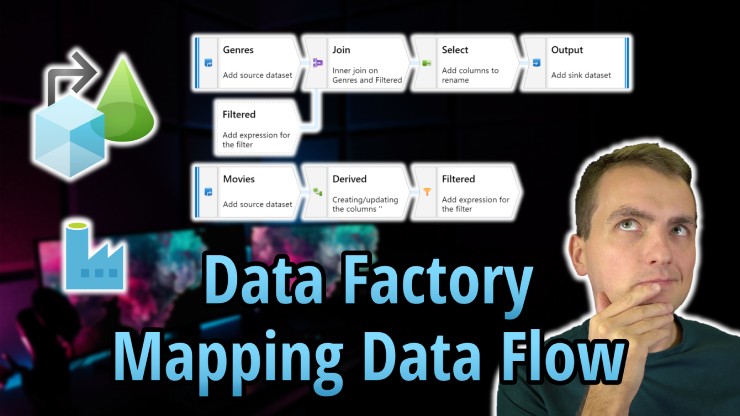 Genres
Add source dataset
Join
Inner join on
Genres and Filtered
Select
Add columns to
rename
Output
Add sink dataset
Filtered
Add expression for
the filter
Movies
Add source dataset
Derived
Creating/updating
the columns ''
Filtered
Add expression for
the filter
Data Factory
Mapping Data Flow